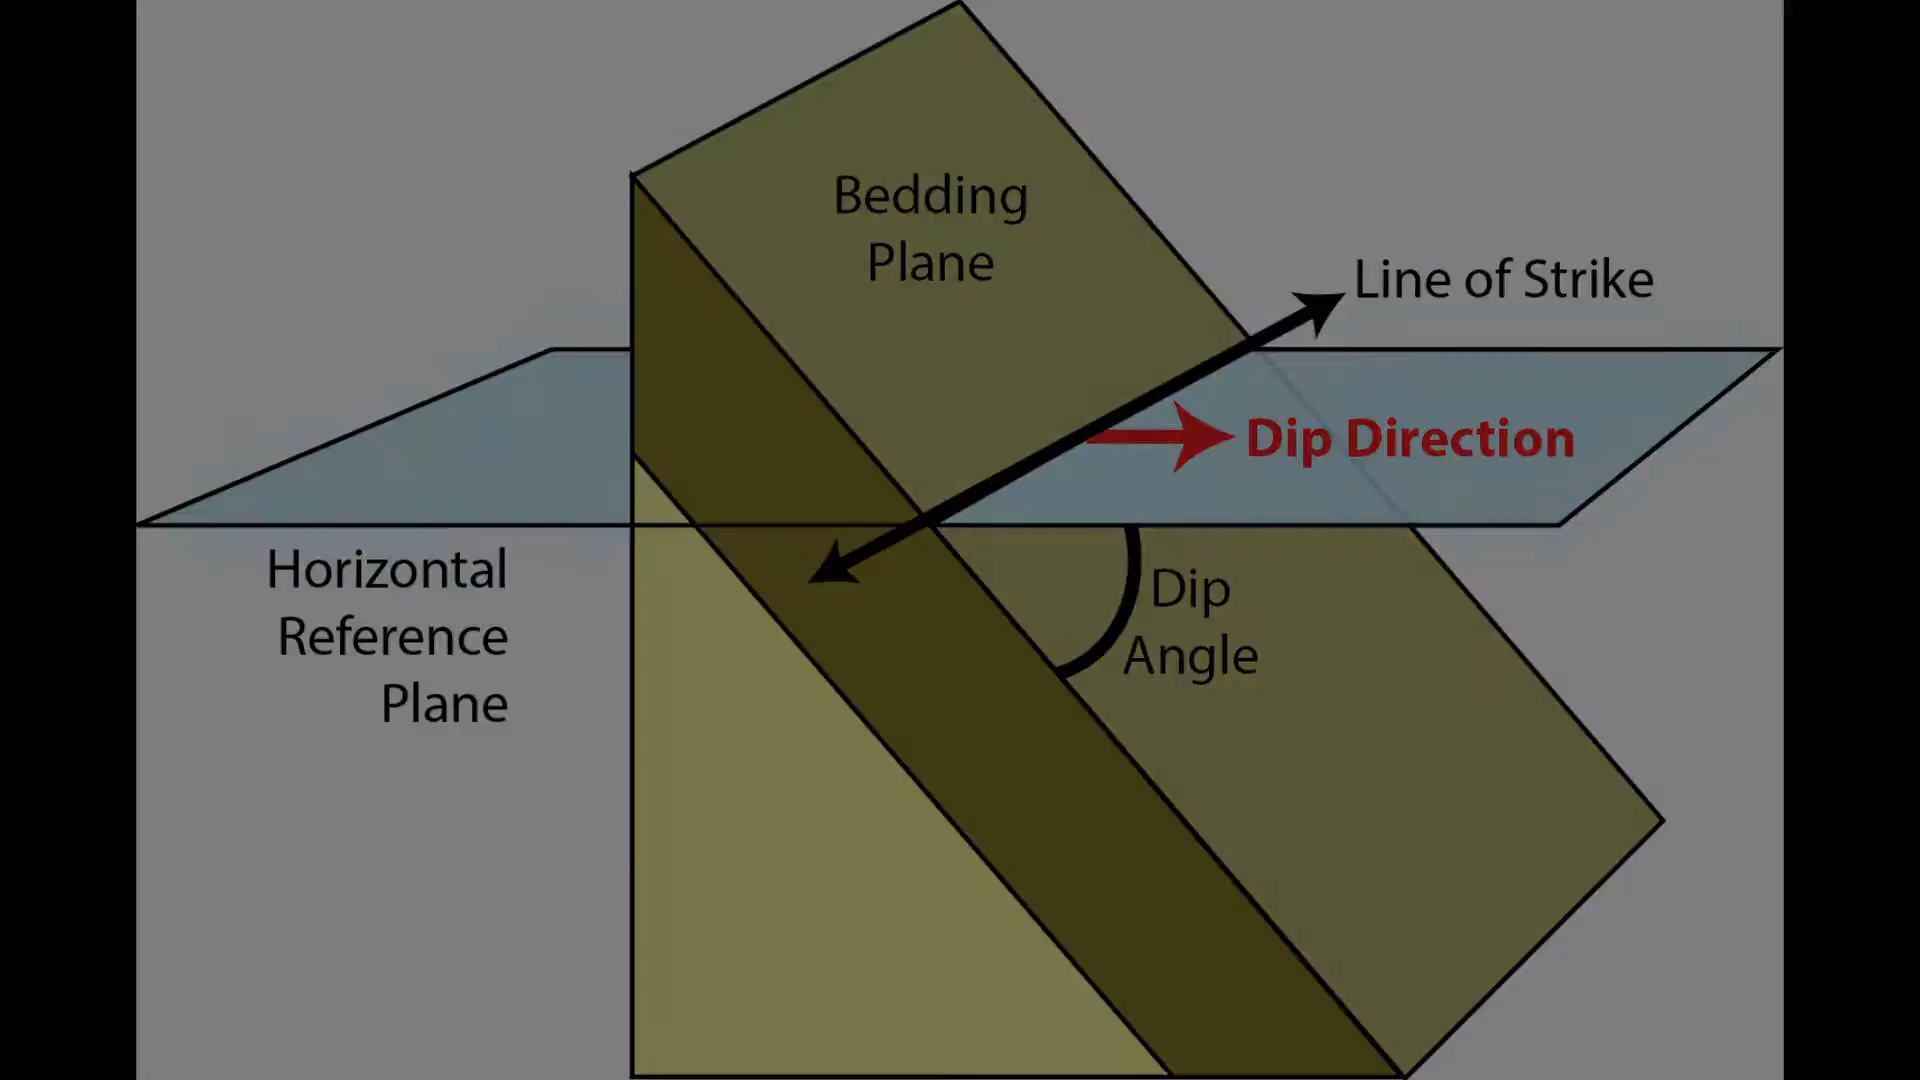 Bedding
Plane
Line of Strike
Dip Direction
Horizontal
Reference
Plane
Dip
Angle